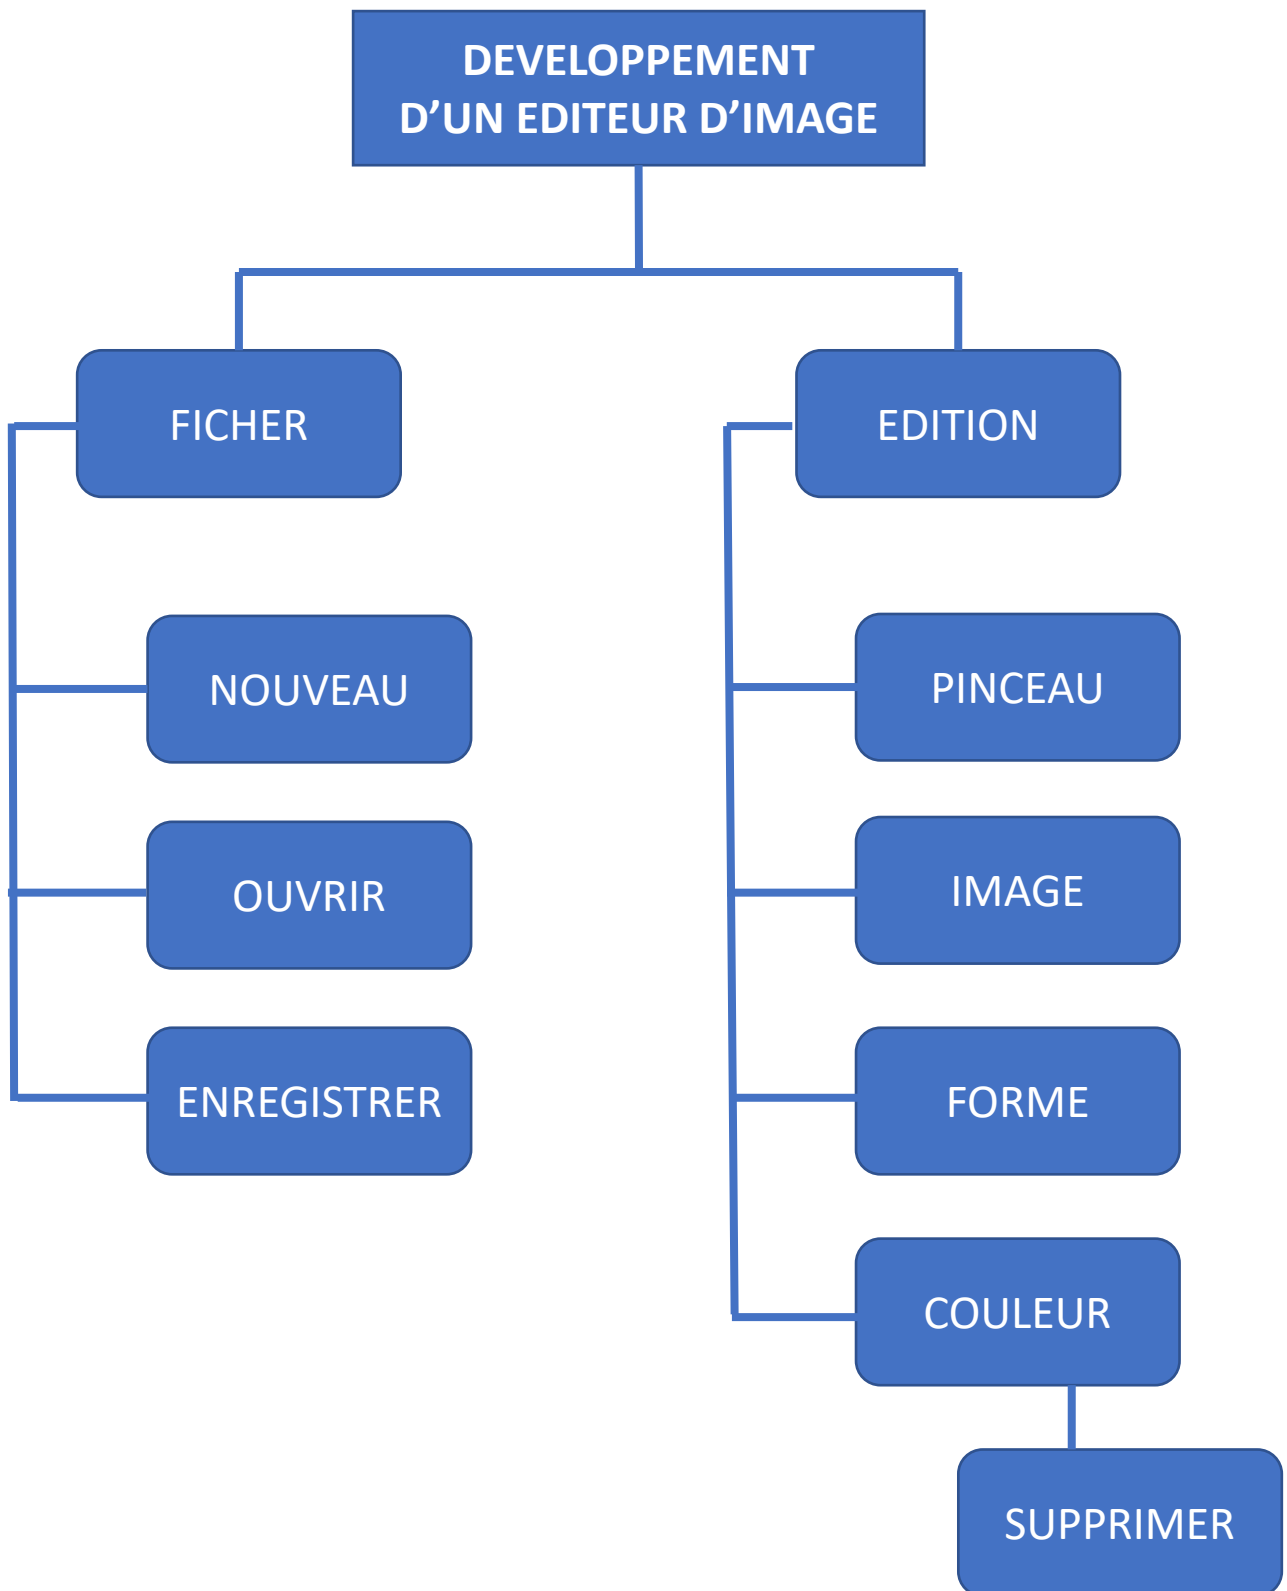 DEVELOPPEMENT
D’UN EDITEUR D’IMAGE
FICHER
EDITION
NOUVEAU
PINCEAU
OUVRIR
IMAGE
ENREGISTRER
FORME
COULEUR
SUPPRIMER